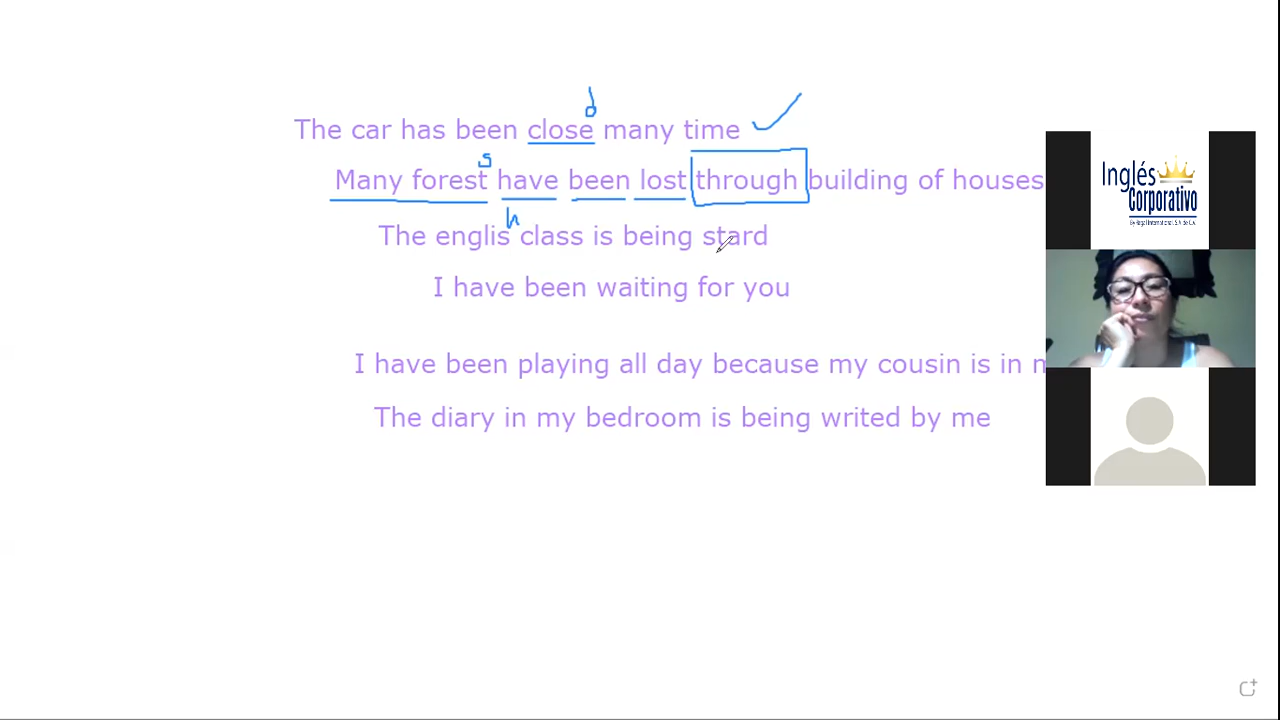 d
The car has been close many time
s
Many forest have been lost through building of houses
h
The englis class is being stard
I have been waiting for you
I have been playing all day because my cousin is in
The diary in my bedroom is being writed by me
Inglés
Corporativo